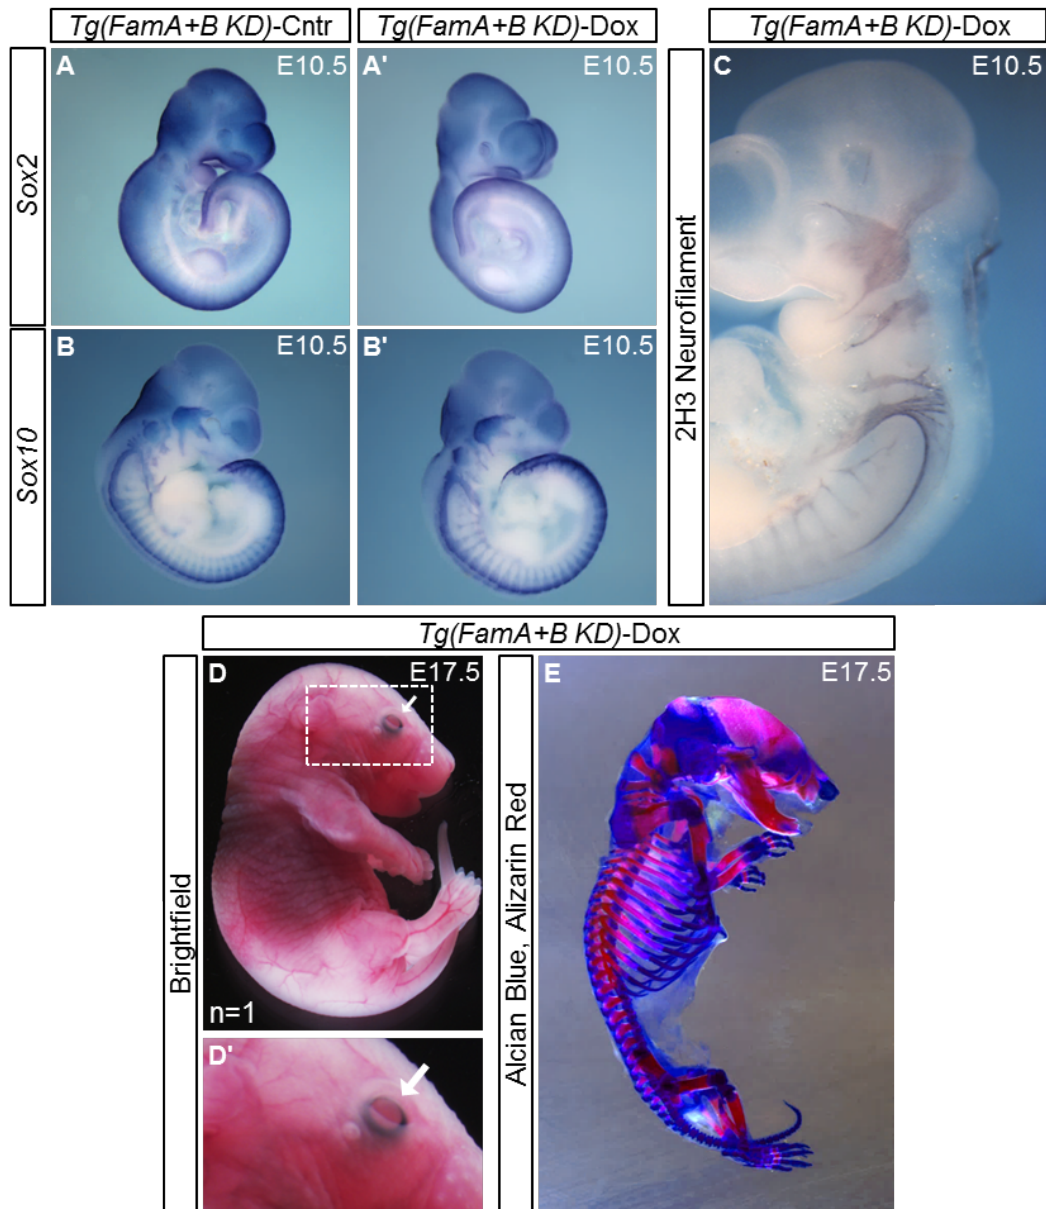 Tg(FamA+B KD)-Cntr
Tg(FamA+B KD)-Dox
Tg(FamA+B KD)-Dox
Sox2
A
E10.5
A'
E10.5
2H3 Neurofilament
C
E10.5
Sox10
B
E10.5
B'
E10.5
Tg(FamA+B KD)-Dox
Brightfield
D
E17.5
n=1
D'
Alcian Blue, Alizarin Red
E
E17.5